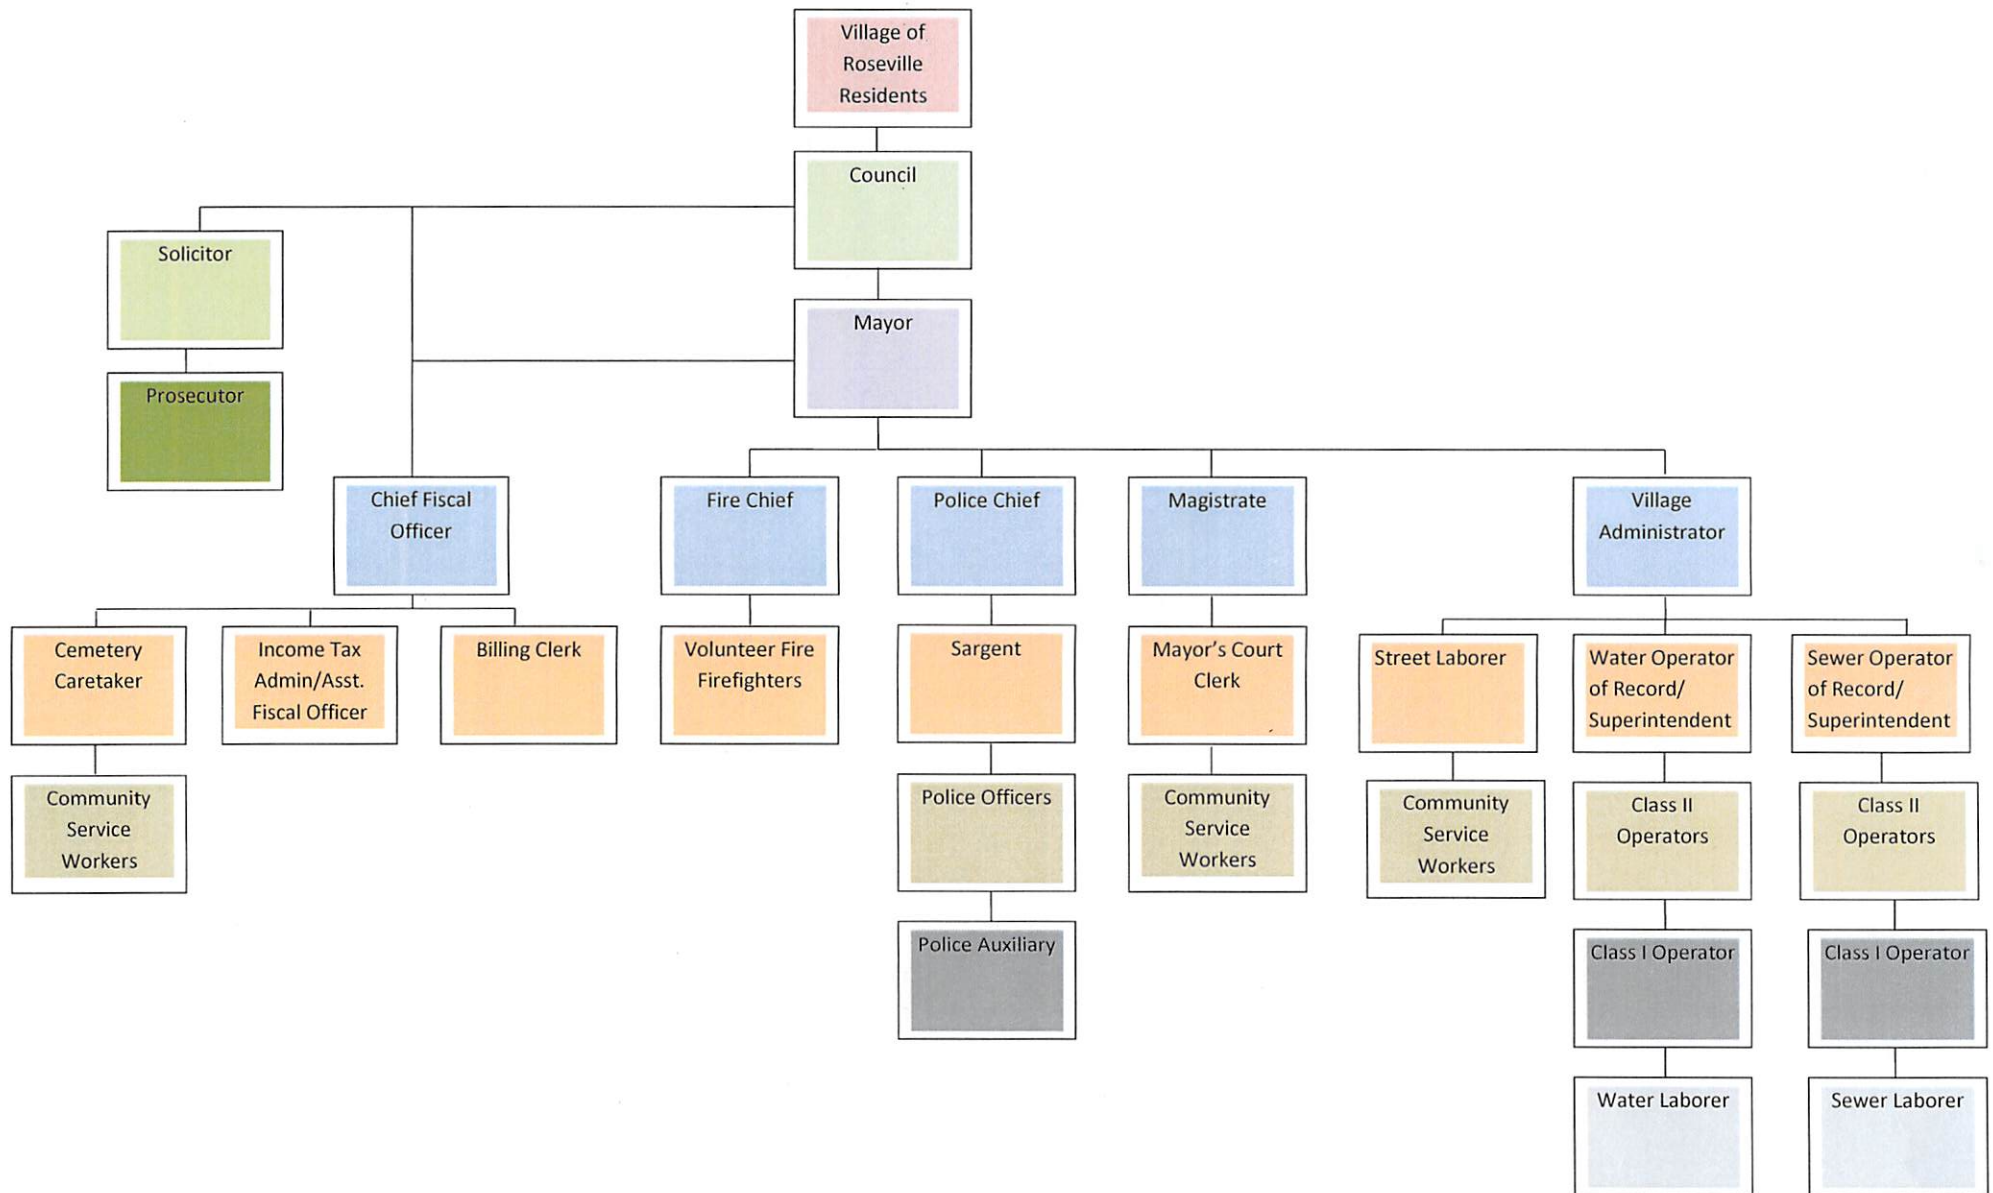 Village of
Roseville
Residents
Council
Solicitor
Mayor
Prosecutor
Chief Fiscal
Officer
Fire Chief
Police Chief
Magistrate
Village
Administrator
Cemetery
Caretaker
Income Tax
Admin/Asst.
Fiscal Officer
Billing Clerk
Volunteer Fire
Firefighters
Sargent
Mayor's Court
Clerk
Street Laborer
Water Operator
of Record/
Superintendent
Sewer Operator
of Record/
Superintendent
Community
Service
Workers
Police Officers
Community
Service
Workers
Community
Service
Workers
Class II
Operators
Class II
Operators
Police Auxiliary
Class I Operator
Class I Operator
Water Laborer
Sewer Laborer